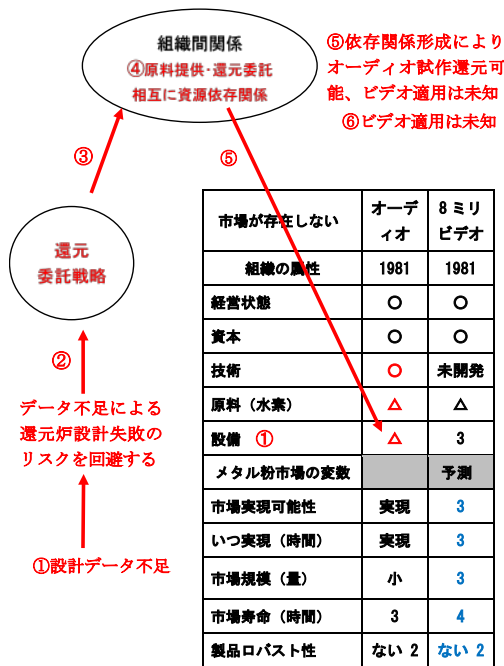 組織間関係
④原料提供・還元委託
相互に資源依存関係
⑤依存関係形成により
オーディオ試作還元可
能、ビデオ適用は未知
⑥ビデオ適用は未知
③
⑤
還元
委託戦略
②
データ不足による
還元炉設計失敗の
リスクを回避する
①設計データ不足
市場が存在しない
オーデ
ィオ
8ミリ
ビデオ
組織の属性 1981 1981
経営状態 ○ ○
資本 ○ ○
技術 ○ 未開発
原料（水素） △ △
設備 ① △ 3
メタル粉市場の変数 予測
市場実現可能性 実現 3
いつ実現（時間） 実現 3
市場規模（量） 小 3
市場寿命（時間） 3 4
製品ロバスト性 ない 2 ない 2